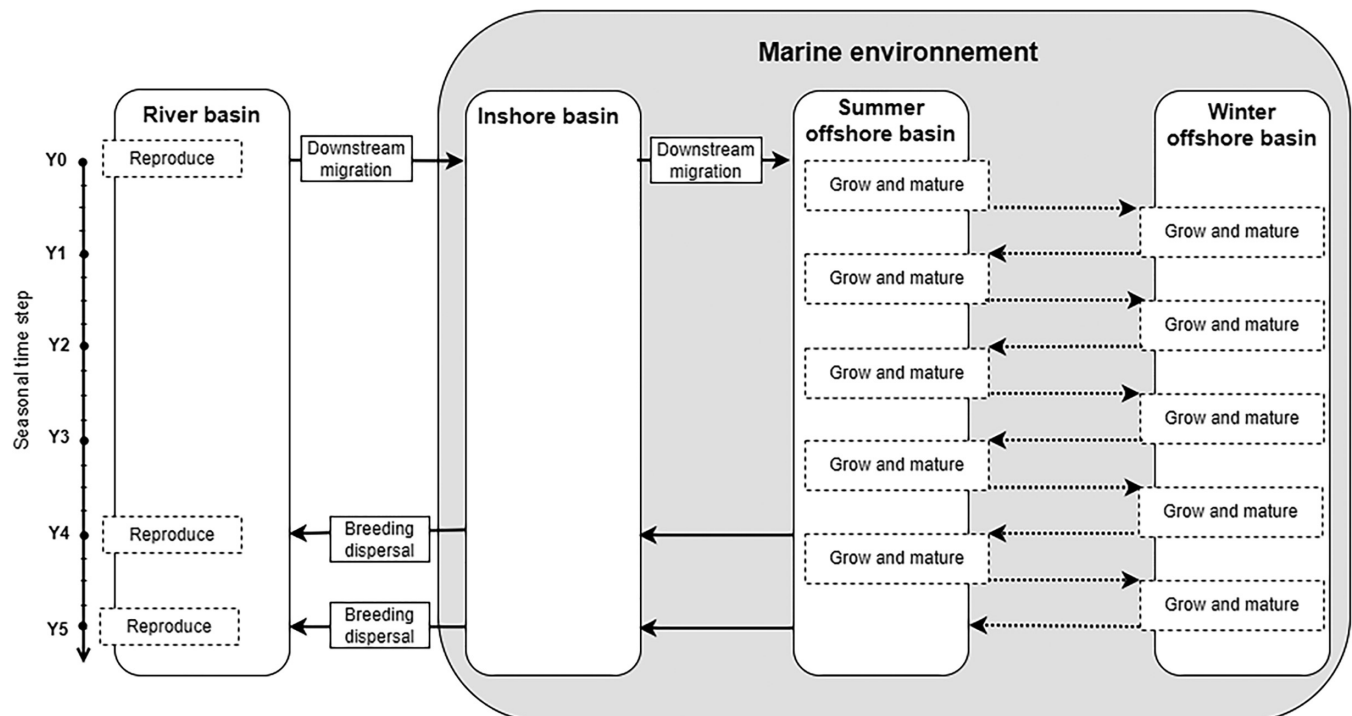 Marine environnement
River basin
Inshore basin
Summer
offshore basin
Winter
offshore basin
Y0
Reproduce
Downstream
migration
Downstream
migration
Grow and mature
Grow and mature
Y1
Grow and mature
Grow and mature
Y2
Grow and mature
Grow and mature
Y3
Grow and mature
Grow and mature
Y4
Reproduce
Breeding
dispersal
Grow and mature
Grow and mature
Y5
Reproduce
Breeding
dispersal
Seasonal time step